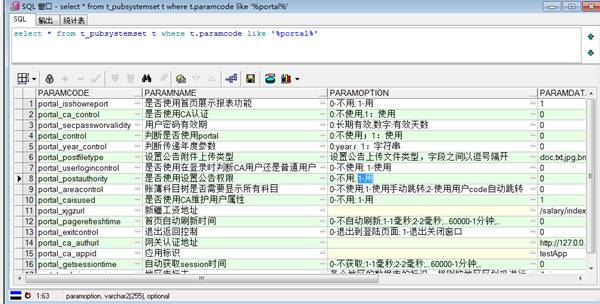 SQL 窗口 - select * from t_pubsystemset t where t.paramcode like '%portal%'
SQL 输出 统计表
select * from t_pubsystemset t where t.paramcode like '%portal%'
PARAMCODE PARAMNAME PARAMOPTION PARAMDAT
1 portal_isshowreport 是否使用首页展示报表功能 0-不用,1-用 1
2 portal_ca_control 是否使用CA认证 0:不使用,1：使用 0
3 portal_secpassworvalidity 用户密码有效期 0:长期有效,数字:有效天数 0
4 portal_control 判断是否使用portal 0:不使用；1：使用 0
5 portal_year_control 判断传递年度参数 0:year；1：字符串 0
6 portal_postfiletype 设置公告附件上传类型 设置公告上传文件类型，字段之间以逗号隔开 doc,txt,jpg,bm
7 portal_userlogincontrol 是否使用在登录时判断CA用户还是普通用户 0-不使用,1-使用 0
8 portal_postauthority 是否使用设置公告权限 0-不用,1-用 0
9 portal_areacontrol 账簿科目树是否需要显示所有科目 0-不使用;1-使用手动跳转;2-使用用户code自动跳转 0
10 portal_caisused 是否使用CA维护用户属性 0-不用,1-用 1
11 portal_xjgzurl 新疆工资地址 /salary/index
12 portal_pagerefreshtime 首页自动刷新时间 0-不自动刷新;1-1毫秒;2-2毫秒;..60000-1分钟,.. 0
13 portal_exitcontrol 退出返回控制 0-退出到登陆页面;1-退出关闭窗口 0
14 portal_ca_authurl 网关认证地址 http://127.0.0.
15 portal_ca_appid 应用标识 testApp
16 portal_getsessiontime 自动获取session时间 0-不获取;1-1毫秒;2-2毫秒;..60000-1分钟,.. 0
1:63 paramoption, varchar2(255), optional